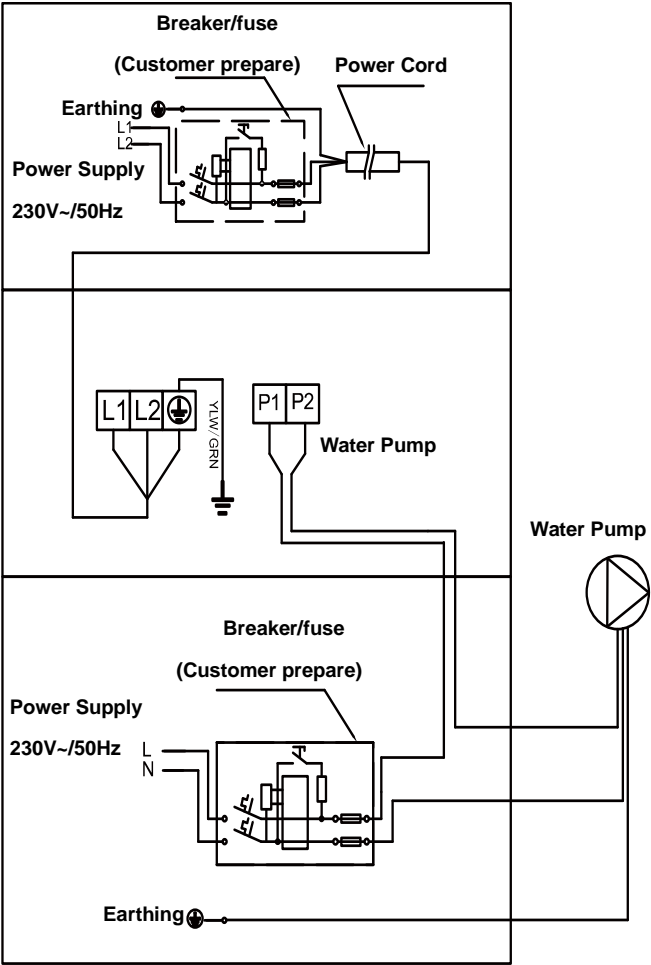 Breaker/fuse
(Customer prepare)
Power Cord
Earthing
L1
L2
Power Supply
230V~/50Hz
L1 L2
YLW/GRN
P1 P2
Water Pump
Water Pump
Breaker/fuse
(Customer prepare)
Power Supply
230V~/50Hz
L
N
Earthing